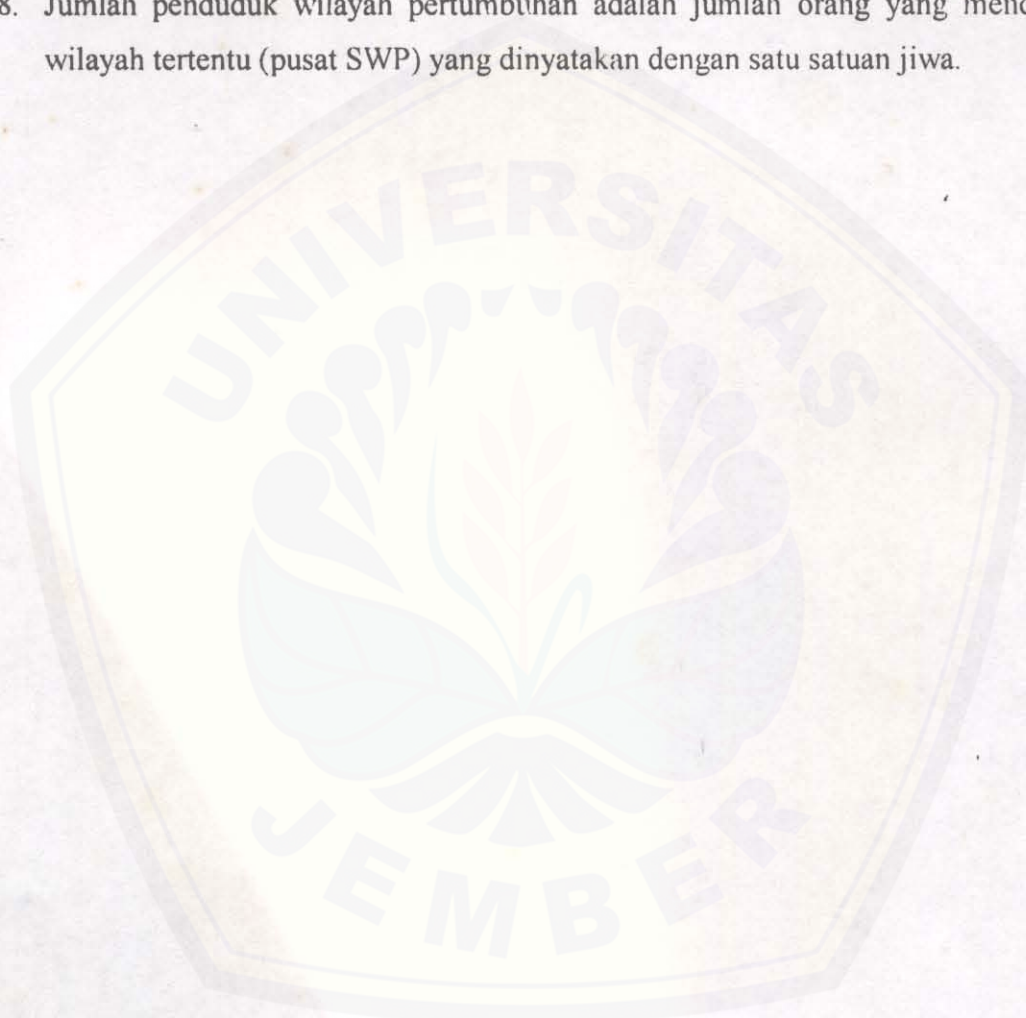 8. Jumlah penduduk wilayah pertumbuhan adalah jumlah orang yang
wilayah tertentu (pusat SWP) yang dinyatakan dengan satu satuan jiwa.
UNIVERSITAS
JEMBER